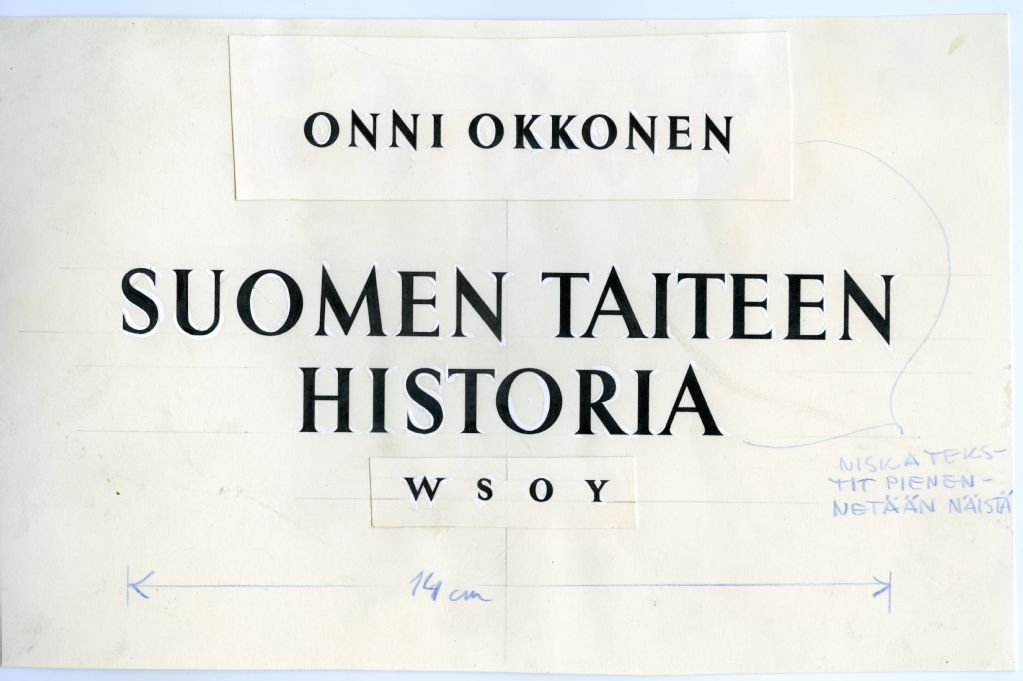 ONNI OKKONEN
SUOMEN TAITEEN
HISTORIA
WSOY
NISKATEKS-
TIT PIENEN-
NETÄÄN NÄISTÄ
14 cm